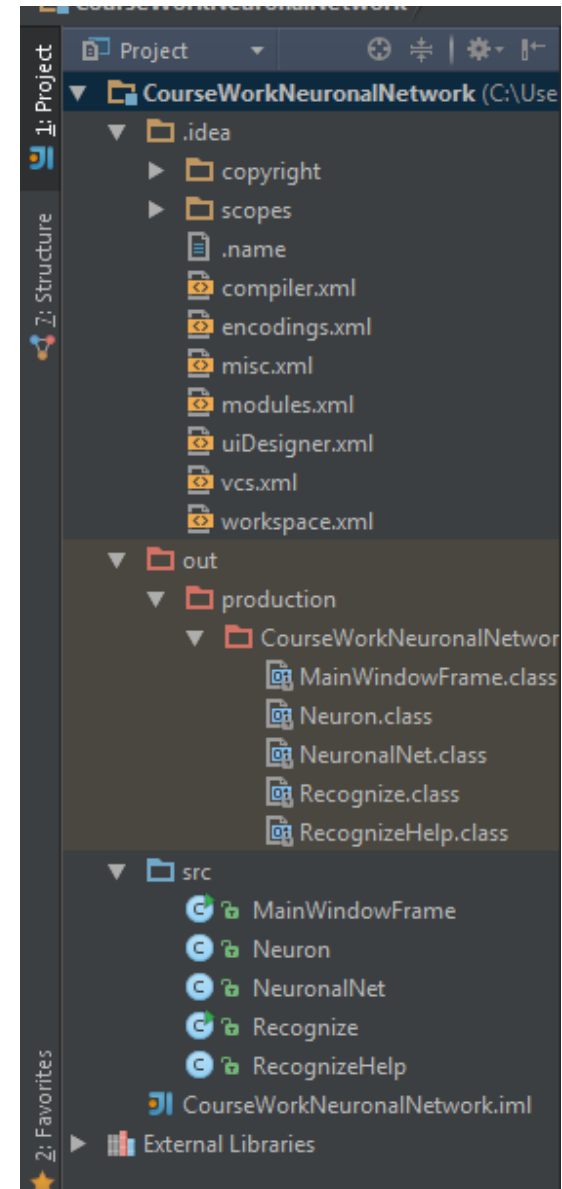 CourseWorkNeuronalNetwork
Project
CourseWorkNeuronalNetwork (C:\Use
.idea
copyright
scopes
.name
compiler.xml
encodings.xml
misc.xml
modules.xml
uiDesigner.xml
vcs.xml
workspace.xml
out
production
CourseWorkNeuronalNetwor
MainWindowFrame.class
Neuron.class
NeuronalNet.class
Recognize.class
RecognizeHelp.class
src
MainWindowFrame
Neuron
NeuronalNet
Recognize
RecognizeHelp
CourseWorkNeuronalNetwork.iml
External Libraries
1: Project
7: Structure
2: Favorites